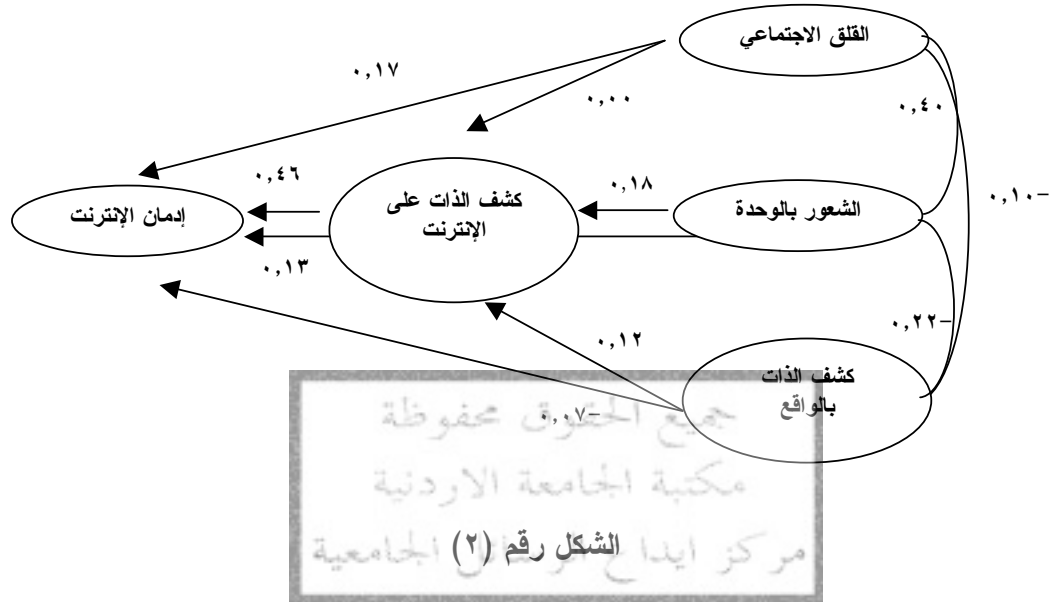 القلق الاجتماعي
٠,١٧
٠,٠٠
٠,٤٠
كشف الذات على
الإنترنت
٠,٤٦
٠,١٨
الشعور بالوحدة
إدمان الإنترنت
٠,١٠-
٠,١٣
٠,٢٢-
٠,١٢
كشف الذات
بالواقع
٠,٠٧-
جميع الحقوق محفوظة
مكتبة الجامعة الاردنية
الشكل رقم (٢)
مركز ايداع الرسائل الجامعية